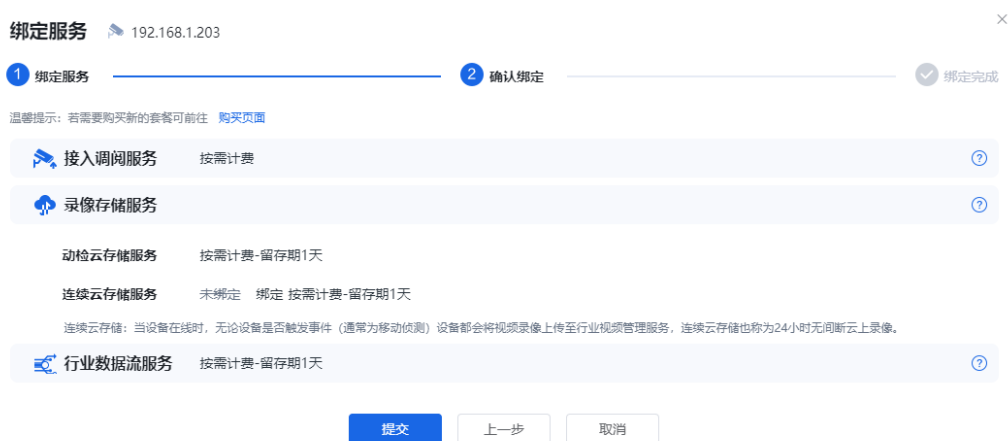 绑定服务 192.168.1.203
1 绑定服务 2 确认绑定 绑定完成
温馨提示：若需要购买新的套餐可前往 购买页面
接入调阅服务 按需计费 ?
录像存储服务 ?
动检云存储服务 按需计费-留存期1天
连续云存储服务 未绑定 绑定 按需计费-留存期1天
连续云存储：当设备在线时，无论设备是否触发事件（通常为移动侦测）设备都会将视频录像上传至行业视频管理服务，连续云存储也称为24小时无间断云上录像。
行业数据流服务 按需计费-留存期1天 ?
提交 上一步 取消